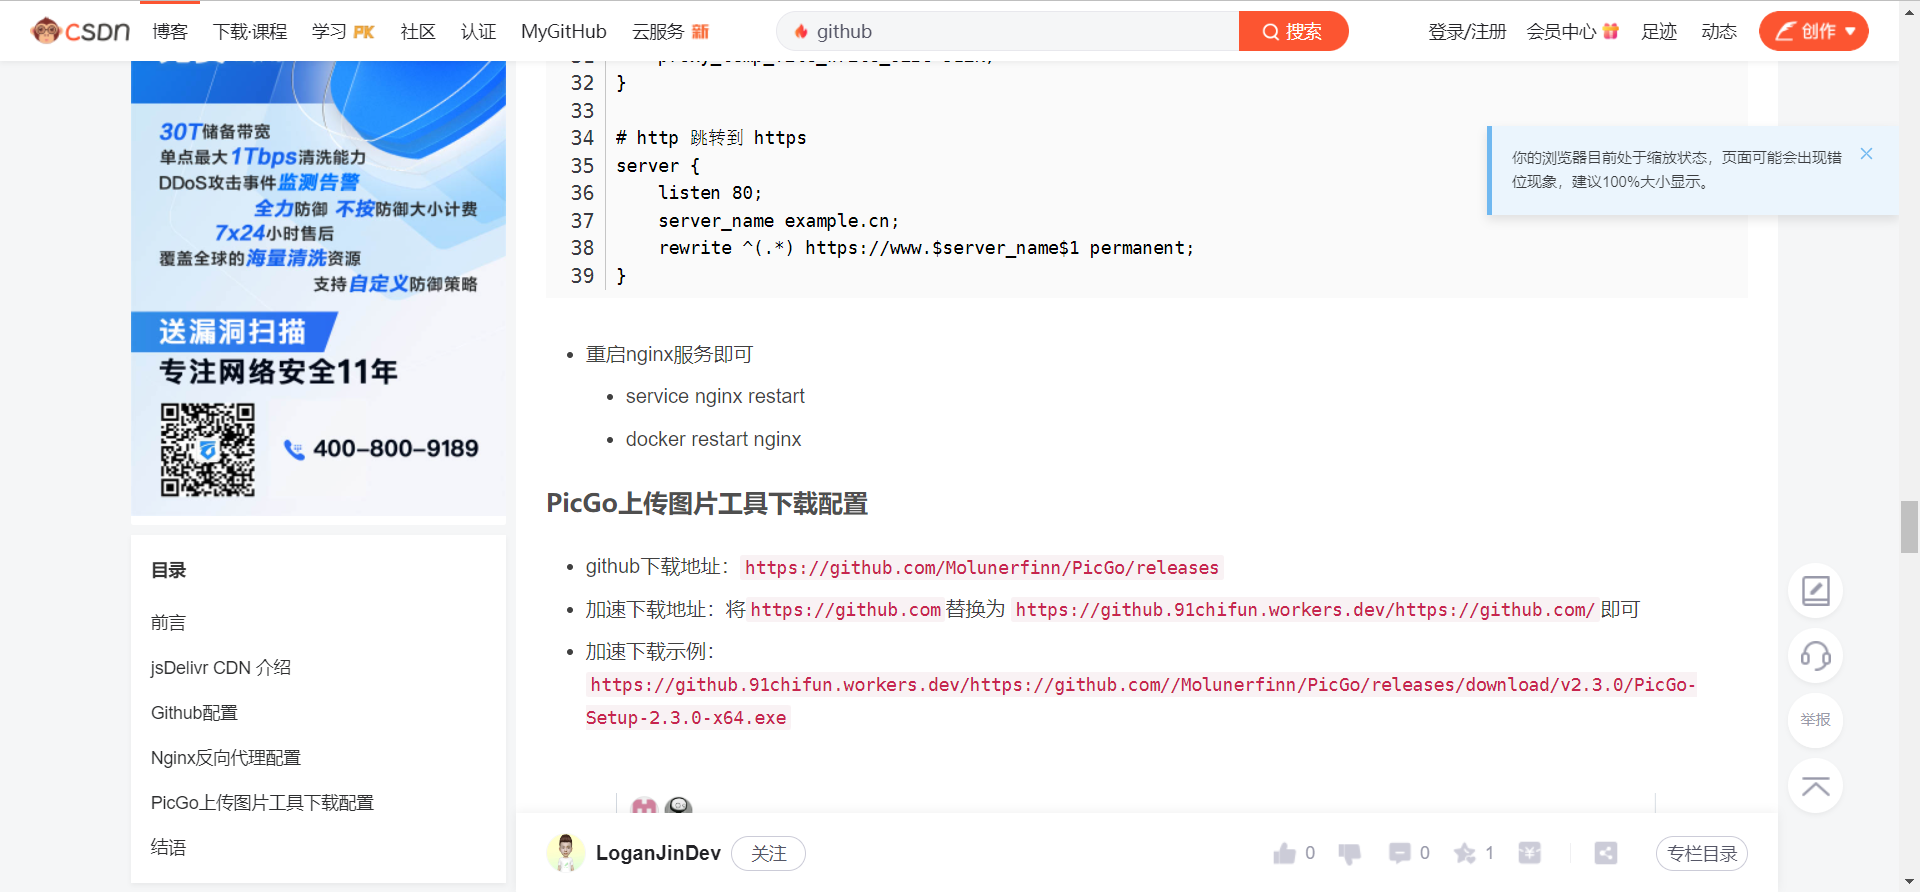 CSDN 博客 下载·课程 学习 PK 社区 认证 MyGitHub 云服务 新 github 搜索 登录/注册 会员中心 足迹 动态 创作
30T储备带宽
单点最大1Tbps清洗能力
DDoS攻击事件监测告警
全力防御 不按防御大小计费
7x24小时售后
覆盖全球的海量清洗资源
支持自定义防御策略
送漏洞扫描
专注网络安全11年
400-800-9189
目录
前言
jsDelivr CDN 介绍
Github配置
Nginx反向代理配置
PicGo上传图片工具下载配置
结语
32 }
33
34 # http 跳转到 https
35 server {
36 listen 80;
37 server_name example.cn;
38 rewrite ^(.*) https://www.$server_name$1 permanent;
39 }
重启nginx服务即可
service nginx restart
docker restart nginx
PicGo上传图片工具下载配置
github下载地址：https://github.com/Molunerfinn/PicGo/releases
加速下载地址：将https://github.com替换为 https://github.91chifun.workers.dev/https://github.com/即可
加速下载示例：
https://github.91chifun.workers.dev/https://github.com//Molunerfinn/PicGo/releases/download/v2.3.0/PicGo-
Setup-2.3.0-x64.exe
你的浏览器目前处于缩放状态，页面可能会出现错
位现象，建议100%大小显示。
举报
LoganJinDev 关注 0 0 1 专栏目录